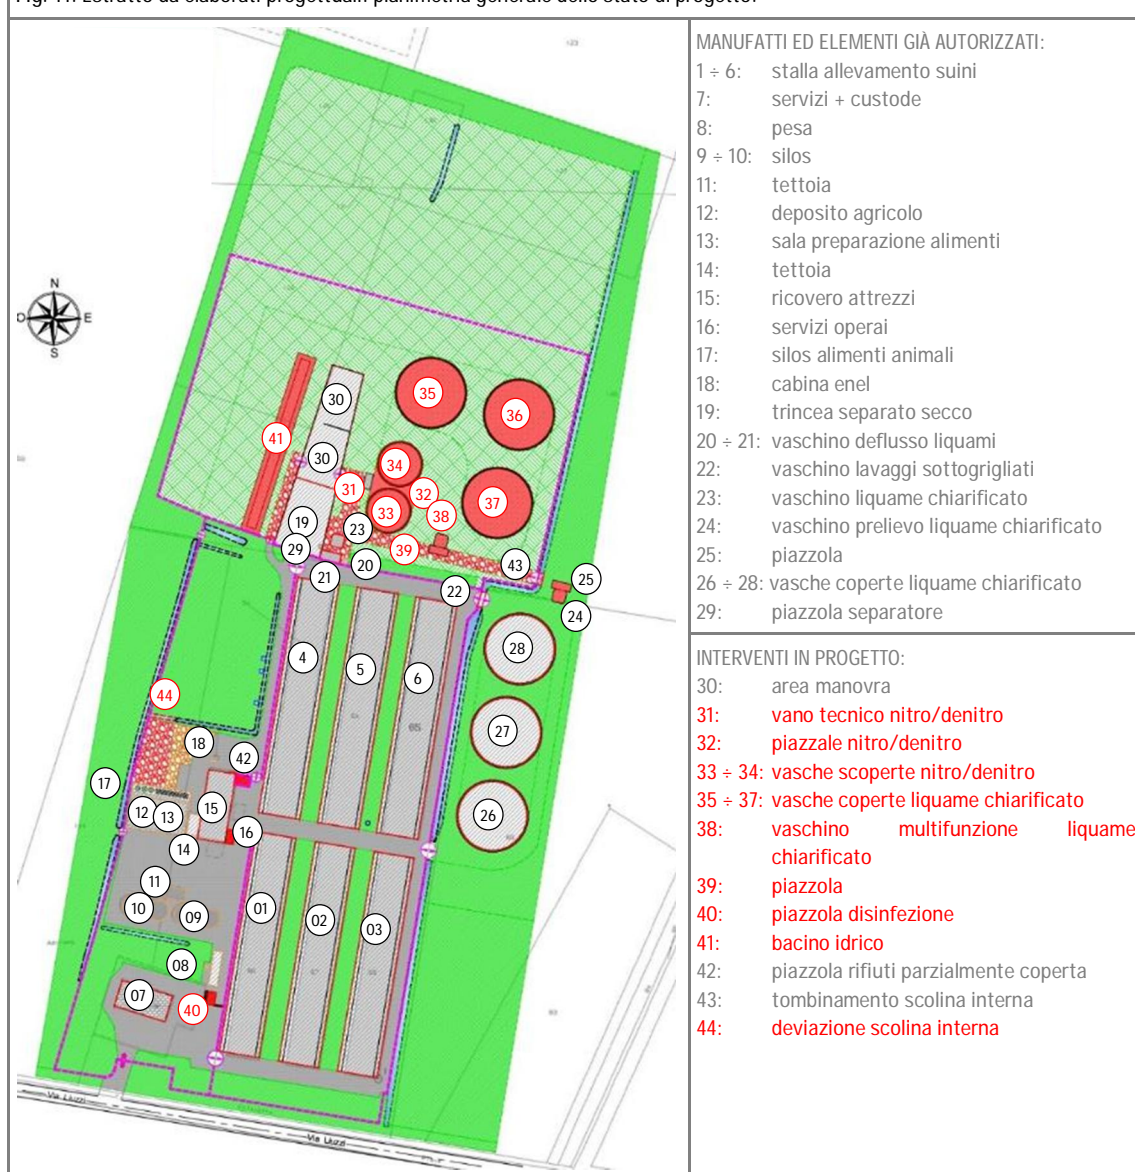 MANUFATTI ED ELEMENTI GIÀ AUTORIZZATI:
1 ÷ 6: stalla allevamento suini
7: servizi + custode
8: pesa
9 ÷ 10: silos
11: tettoia
12: deposito agricolo
13: sala preparazione alimenti
14: tettoia
15: ricovero attrezzi
16: servizi operai
17: silos alimenti animali
18: cabina enel
19: trincea separato secco
20 ÷ 21: vaschino deflusso liquami
22: vaschino lavaggi sottogrigliati
23: vaschino liquame chiarificato
24: vaschino prelievo liquame chiarificato
25: piazzola
26 ÷ 28: vasche coperte liquame chiarificato
29: piazzola separatore
INTERVENTI IN PROGETTO:
30: area manovra
31: vano tecnico nitro/denitro
32: piazzale nitro/denitro
33 ÷ 34: vasche scoperte nitro/denitro
35 ÷ 37: vasche coperte liquame chiarificato
38: vaschino multifunzione liquame
chiarificato
39: piazzola
40: piazzola disinfezione
41: bacino idrico
42: piazzola rifiuti parzialmente coperta
43: tombinamento scolina interna
44: deviazione scolina interna
N
O E
S
30
35
36
41
30
34
31
32
33
37
38
19
23
39
29
20
43
21
22
25
24
4
5
6
28
44
18
27
42
17
12
13
15
26
16
14
11
10
09
01
02
03
08
07
40
Via Liuzzi
Via Liuzzi